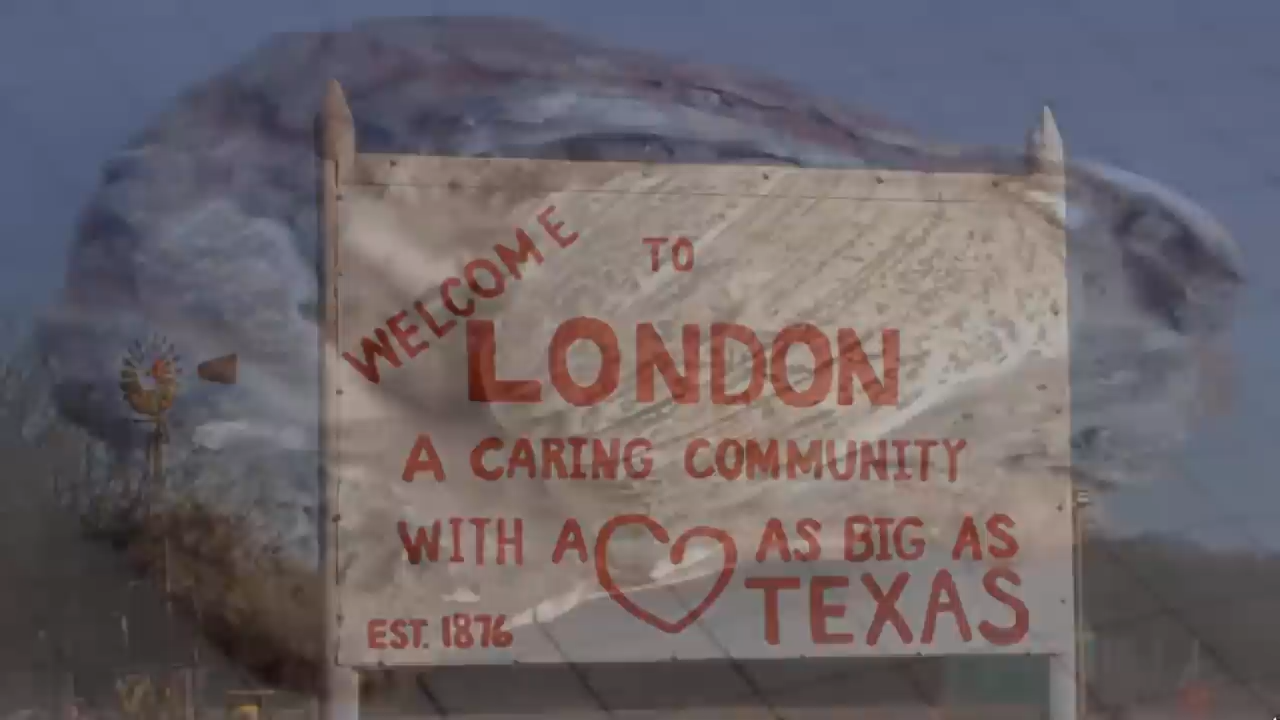 WELCOME TO
LONDON
A CARING COMMUNITY
WITH A AS BIG AS
TEXAS
EST. 1876